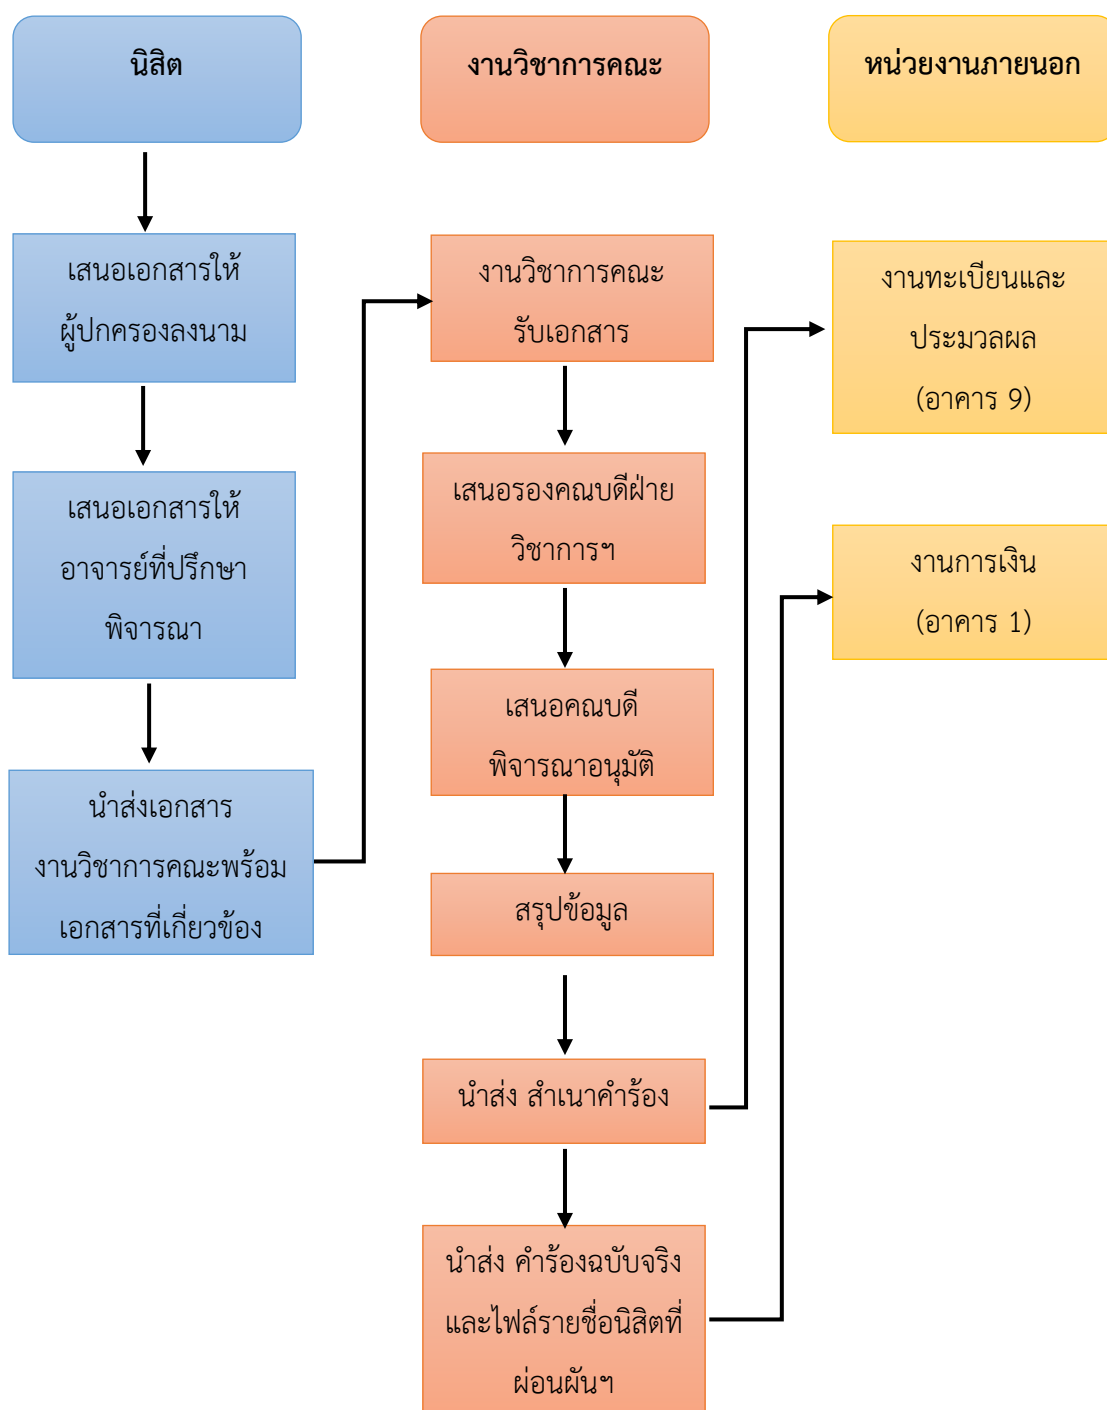 นิสิต
งานวิชาการคณะ
หน่วยงานภายนอก
เสนอเอกสารให้
ผู้ปกครองลงนาม
เสนอเอกสารให้
อาจารย์ที่ปรึกษา
พิจารณา
นำส่งเอกสาร
งานวิชาการคณะพร้อม
เอกสารที่เกี่ยวข้อง
งานวิชาการคณะ
รับเอกสาร
เสนอรองคณบดีฝ่าย
วิชาการฯ
เสนอคณบดี
พิจารณาอนุมัติ
สรุปข้อมูล
นำส่ง สำเนาคำร้อง
นำส่ง คำร้องฉบับจริง
และไฟล์รายชื่อนิสิตที่
ผ่อนผันฯ
งานทะเบียนและ
ประมวลผล
(อาคาร 9)
งานการเงิน
(อาคาร 1)